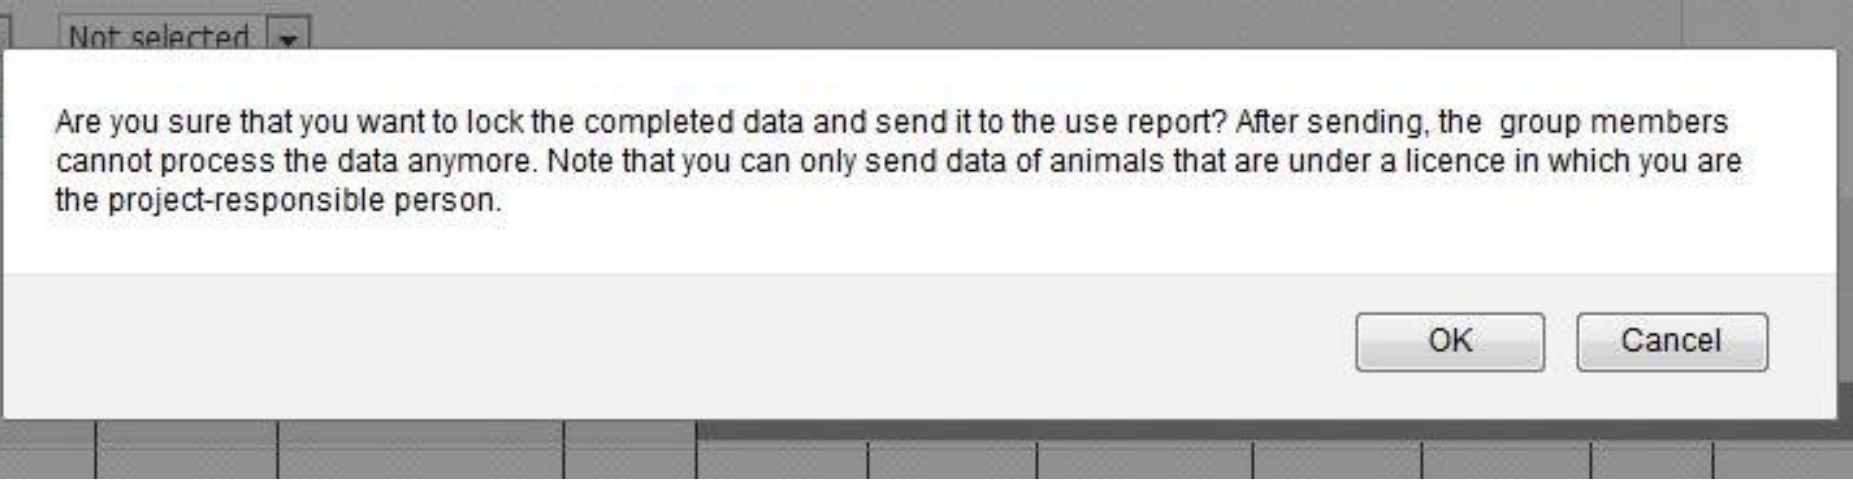 Not selected
Are you sure that you want to lock the completed data and send it to the use report? After sending, the  group members
cannot process the data anymore. Note that you can only send data of animals that are under a licence in which you are
the project-responsible person.
OK Cancel